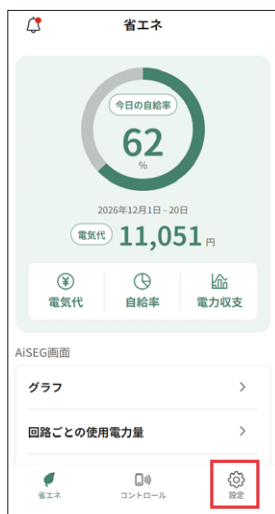 省エネ
今日の自給率
62
%
2026年12月1日 - 20日
電気代 11,051 円
電気代 自給率 電力収支
AiSEG画面
グラフ
回路ごとの使用電力量
省エネ コントロール 設定